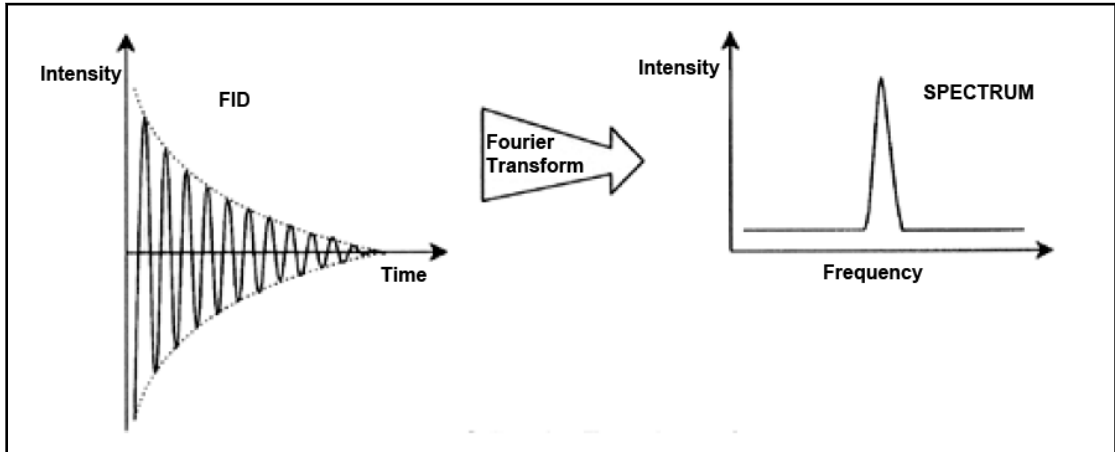 Intensity
FID
Time
Fourier
Transform
Intensity
SPECTRUM
Frequency